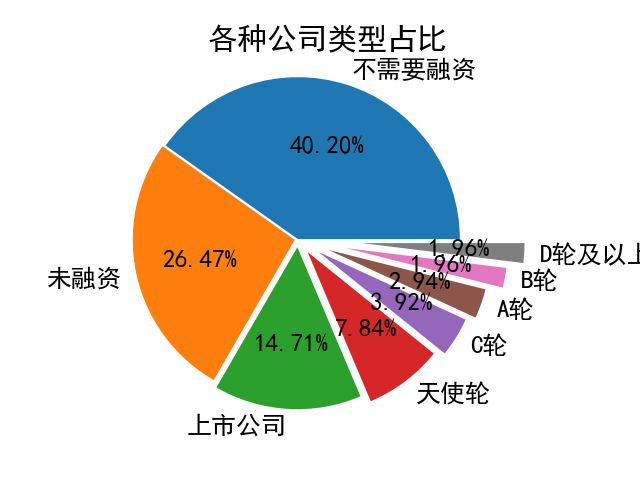 各种公司类型占比
不需要融资
40.20%
未融资
26.47%
上市公司
14.71%
天使轮
7.84%
C轮
3.92%
A轮
2.94%
B轮
1.96%
D轮及以上
1.96%